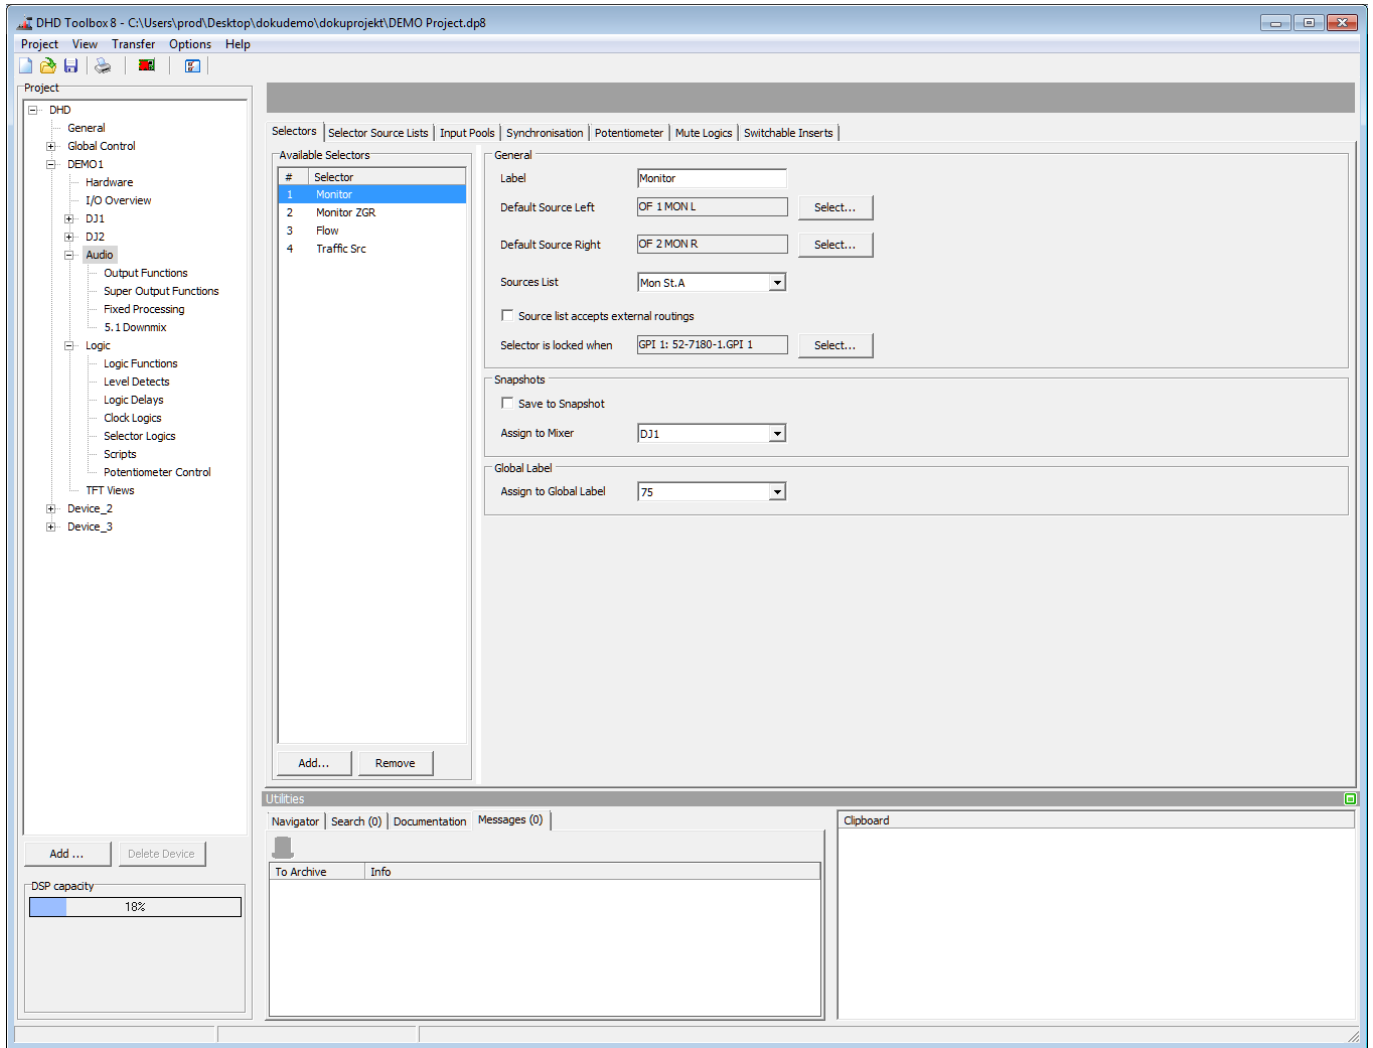 DHD Toolbox 8 - C:\Users\prod\Desktop\dokudemo\dokuprojekt\DEMO Project.dp8
Project View Transfer Options Help
Project
DHD
General
Global Control
DEMO1
Hardware
I/O Overview
DJ1
DJ2
Audio
Output Functions
Super Output Functions
Fixed Processing
5.1 Downmix
Logic
Logic Functions
Level Detects
Logic Delays
Clock Logics
Selector Logics
Scripts
Potentiometer Control
TFT Views
Device_2
Device_3
Add ... Delete Device
DSP capacity
18%
Selectors Selector Source Lists Input Pools Synchronisation Potentiometer Mute Logics Switchable Inserts
Available Selectors
# Selector
1 Monitor
2 Monitor ZGR
3 Flow
4 Traffic Src
Add... Remove
General
Label Monitor
Default Source Left OF 1 MON L Select...
Default Source Right OF 2 MON R Select...
Sources List Mon St.A
Source list accepts external routings
Selector is locked when GPI 1: 52-7180-1.GPI 1 Select...
Snapshots
Save to Snapshot
Assign to Mixer DJ1
Global Label
Assign to Global Label 75
Utilities
Navigator Search (0) Documentation Messages (0)
To Archive Info
Clipboard